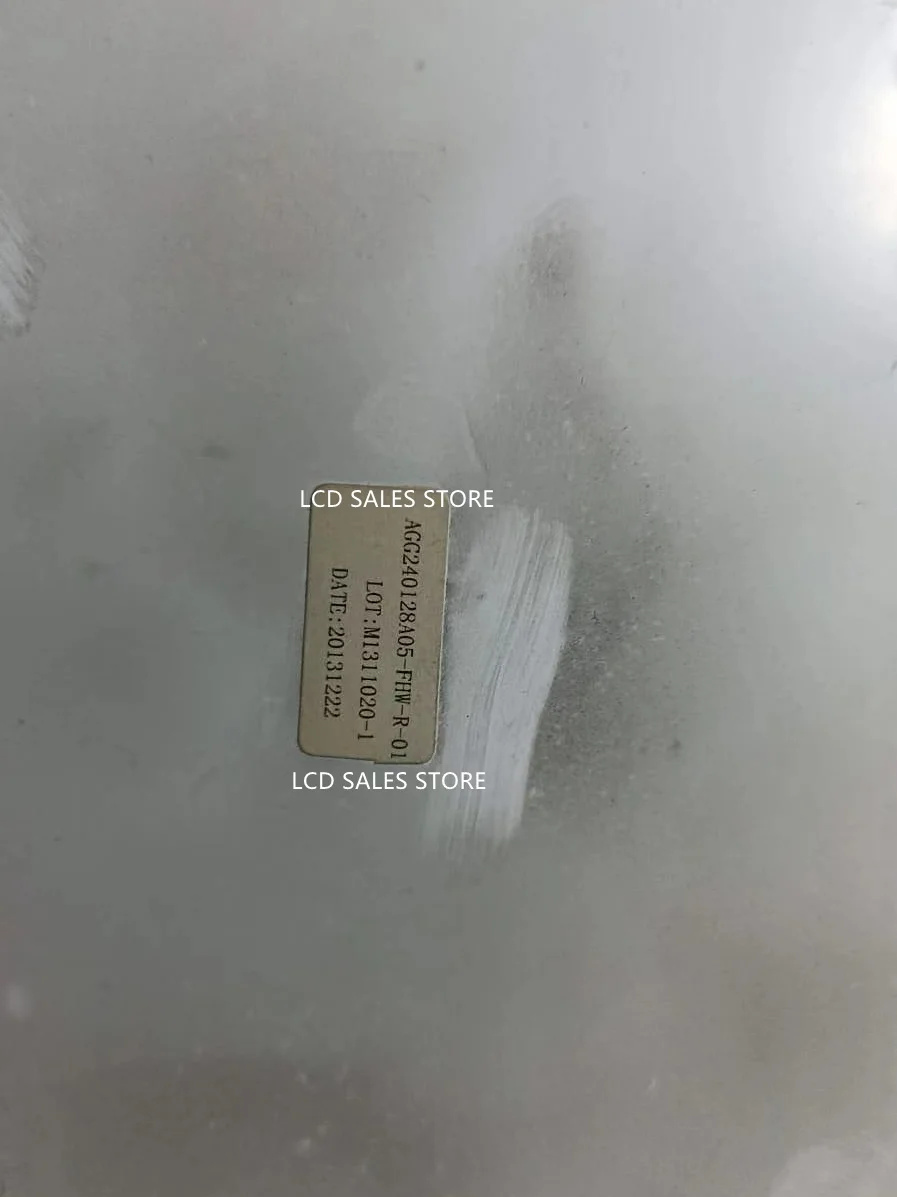 LCD SALES STORE
AGG240128A05-FHW-R-01
LOT:M1311020-1
DATE:20131222
LCD SALES STORE